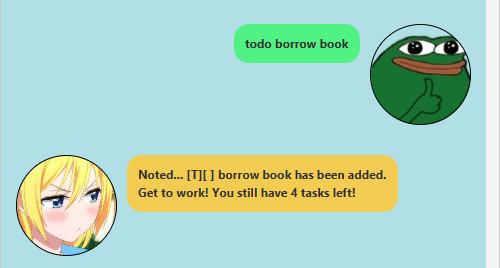 todo borrow book
Noted... [T][ ] borrow book has been added.
Get to work! You still have 4 tasks left!